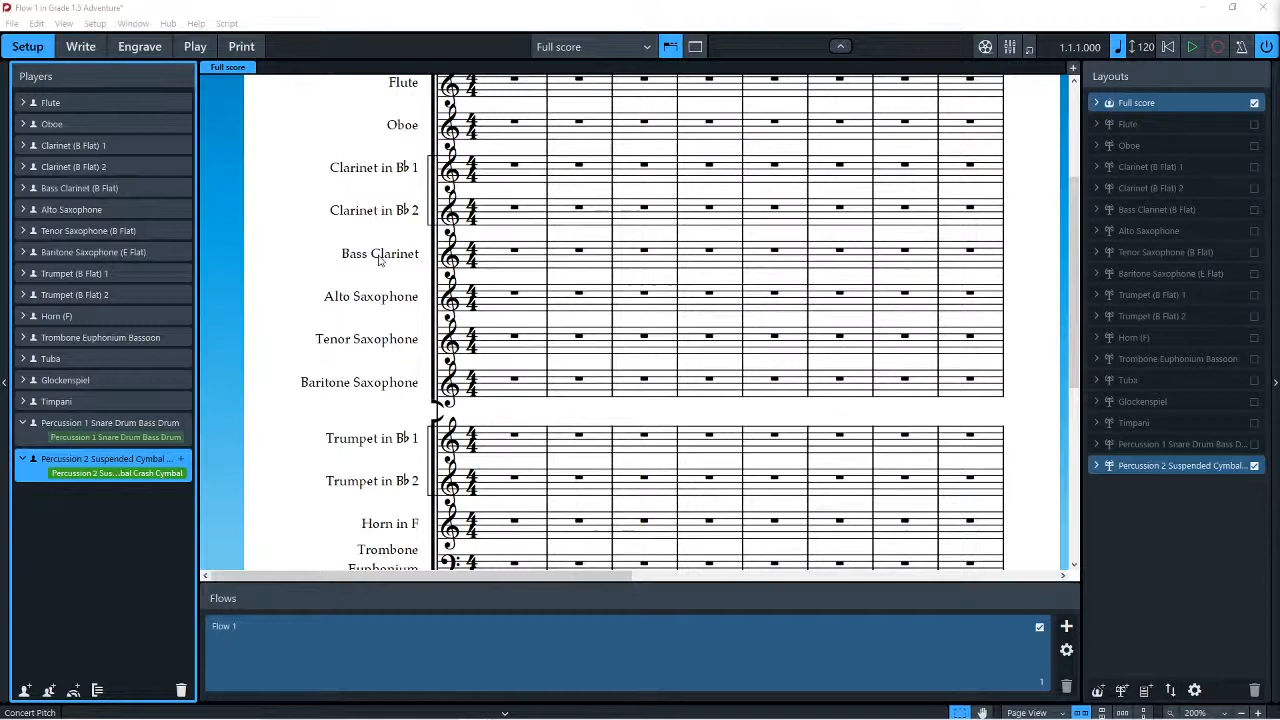 Flow 1 in Grade 1.5 Adventure*
File Edit View Setup Window Hub Help Script
Setup Write Engrave Play Print
Full score
1.1.1.000
120
Players
Flute
Oboe
Clarinet (B Flat) 1
Clarinet (B Flat) 2
Bass Clarinet (B Flat)
Alto Saxophone
Tenor Saxophone (B Flat)
Baritone Saxophone (E Flat)
Trumpet (B Flat) 1
Trumpet (B Flat) 2
Horn (F)
Trombone Euphonium Bassoon
Tuba
Glockenspiel
Timpani
Percussion 1 Snare Drum Bass Drum
Percussion 1 Snare Drum Bass Drum
Percussion 2 Suspended Cymbal ... +
Percussion 2 Sus...bal Crash Cymbal
Full score
Flute
Oboe
Clarinet in B♭ 1
Clarinet in B♭ 2
Bass Clarinet
Alto Saxophone
Tenor Saxophone
Baritone Saxophone
Trumpet in B♭ 1
Trumpet in B♭ 2
Horn in F
Trombone
Euphonium
Flows
Flow 1
1
Layouts
Full score
Flute
Oboe
Clarinet (B Flat) 1
Clarinet (B Flat) 2
Bass Clarinet (B Flat)
Alto Saxophone
Tenor Saxophone (B Flat)
Baritone Saxophone (E Flat)
Trumpet (B Flat) 1
Trumpet (B Flat) 2
Horn (F)
Trombone Euphonium Bassoon
Tuba
Glockenspiel
Timpani
Percussion 1 Snare Drum Bass D...
Percussion 2 Suspended Cymbal...
Concert Pitch
Page View
200%